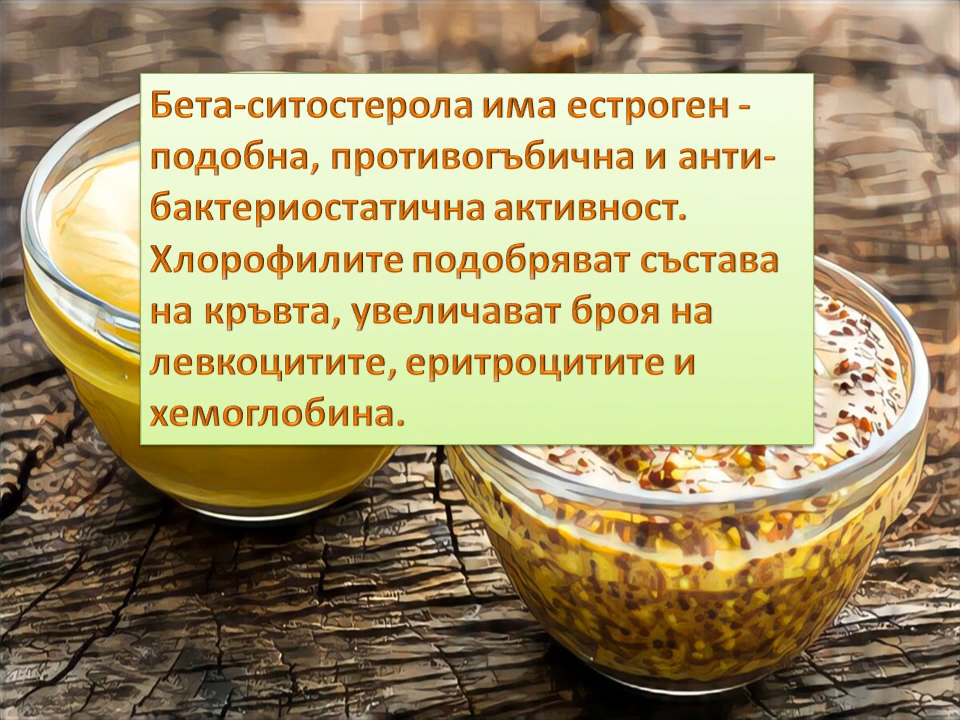 Бета-ситостерола има естроген -
подобна, противогъбична и анти-
бактериостатична активност.
Хлорофилите подобряват състава
на кръвта, увеличават броя на
левкоцитите, еритроцитите и
хемоглобина.